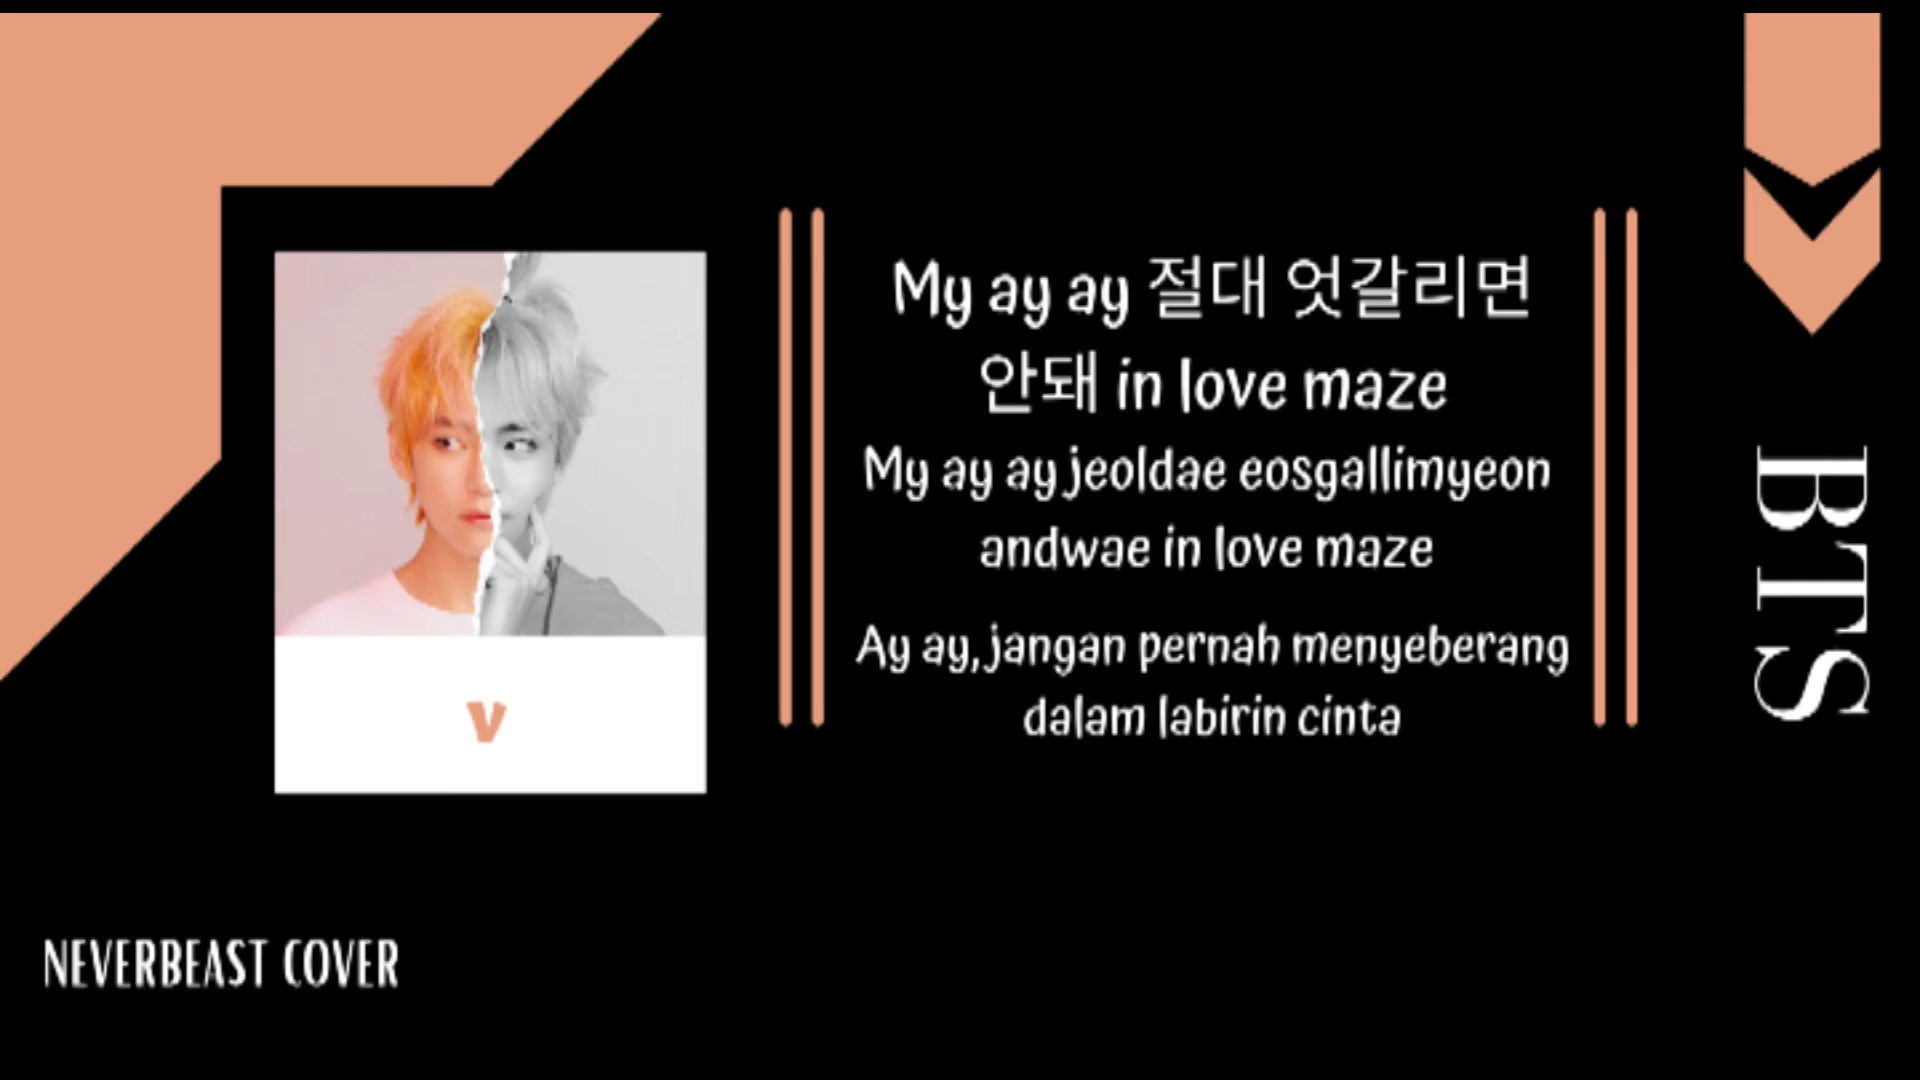 My ay ay 절대 엇갈리면
안돼 in love maze
My ay ay jeoldae eosgallimyeon
andwae in love maze
Ay ay, jangan pernah menyeberang
dalam labirin cinta
V
BTS
NEVERBEAST COVER